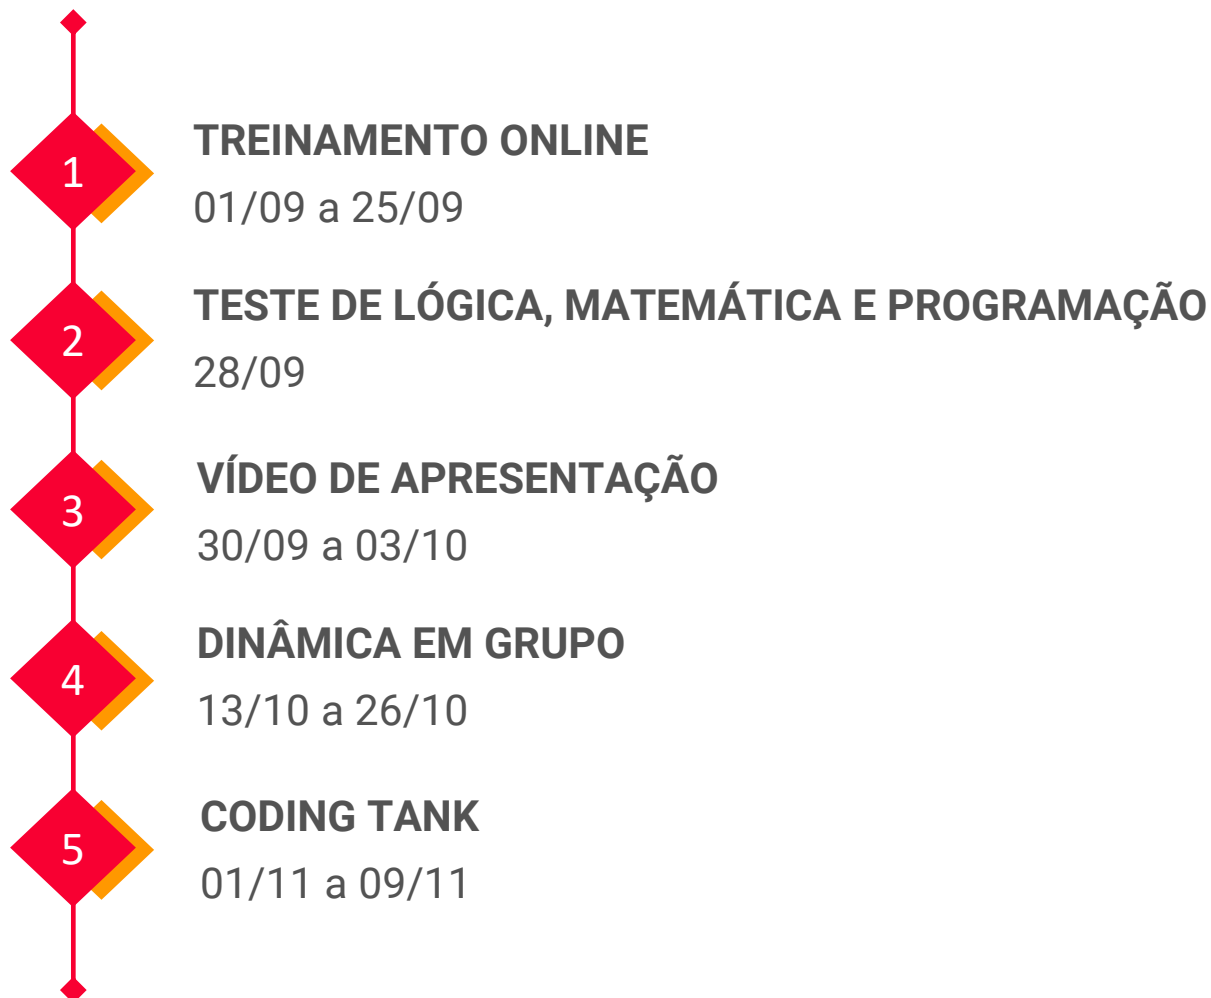 1
TREINAMENTO ONLINE
01/09 a 25/09
2
TESTE DE LÓGICA, MATEMÁTICA E PROGRAMAÇÃO
28/09
3
VÍDEO DE APRESENTAÇÃO
30/09 a 03/10
4
DINÂMICA EM GRUPO
13/10 a 26/10
5
CODING TANK
01/11 a 09/11